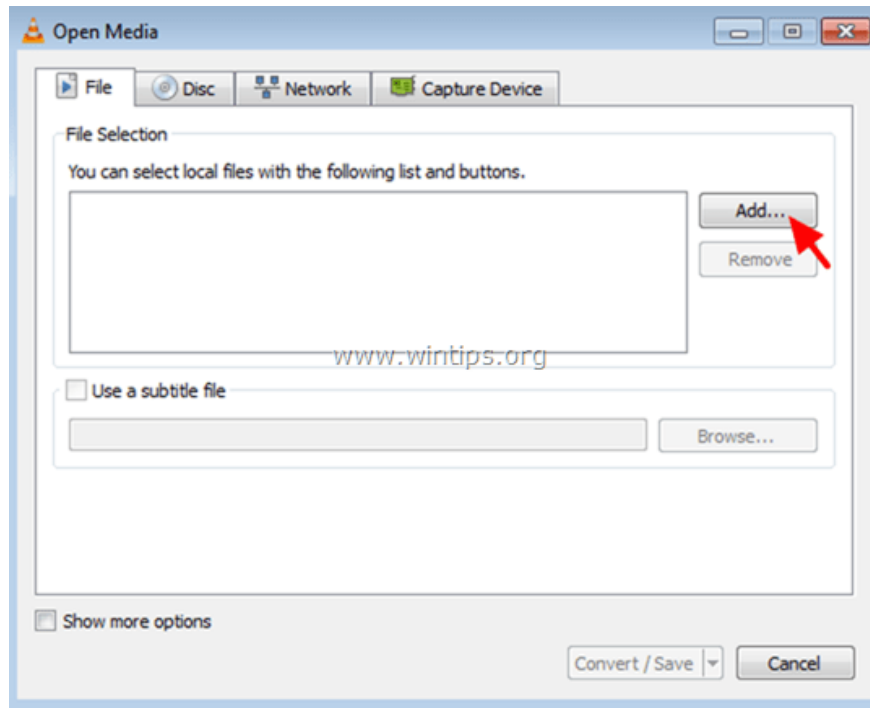 Open Media
File Disc Network Capture Device
File Selection
You can select local files with the following list and buttons.
Add...
Remove
www.wintips.org
Use a subtitle file
Browse...
Show more options
Convert / Save Cancel